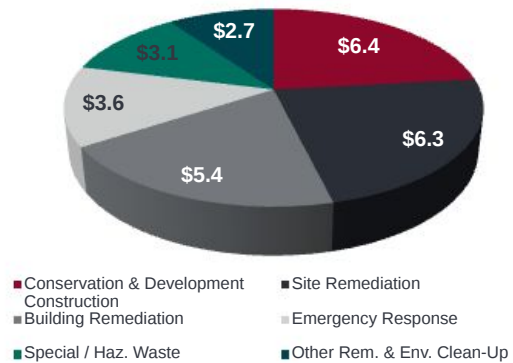 $2.7
$6.4
$3.1
$3.6
$6.3
$5.4
Conservation & Development
Construction
Site Remediation
Building Remediation
Emergency Response
Special / Haz. Waste
Other Rem. & Env. Clean-Up